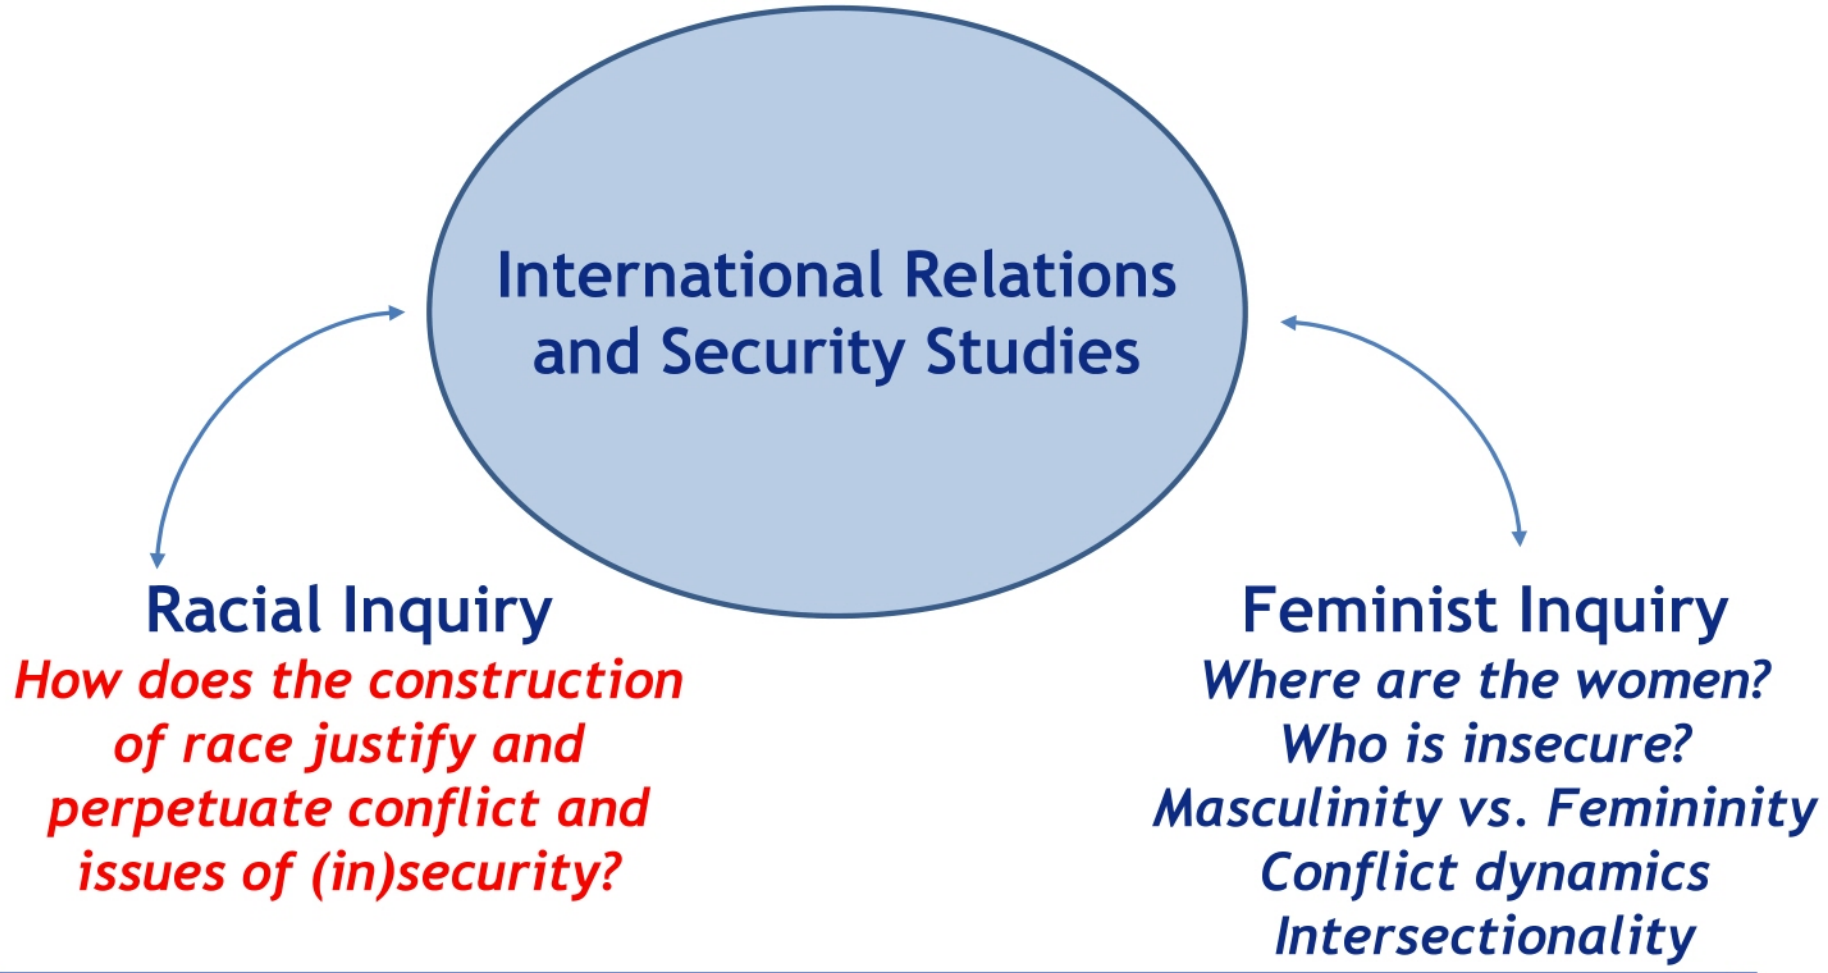 International Relations
and Security Studies
Racial Inquiry
How does the construction
of race justify and
perpetuate conflict and
issues of (in)security?
Feminist Inquiry
Where are the women?
Who is insecure?
Masculinity vs. Femininity
Conflict dynamics
Intersectionality